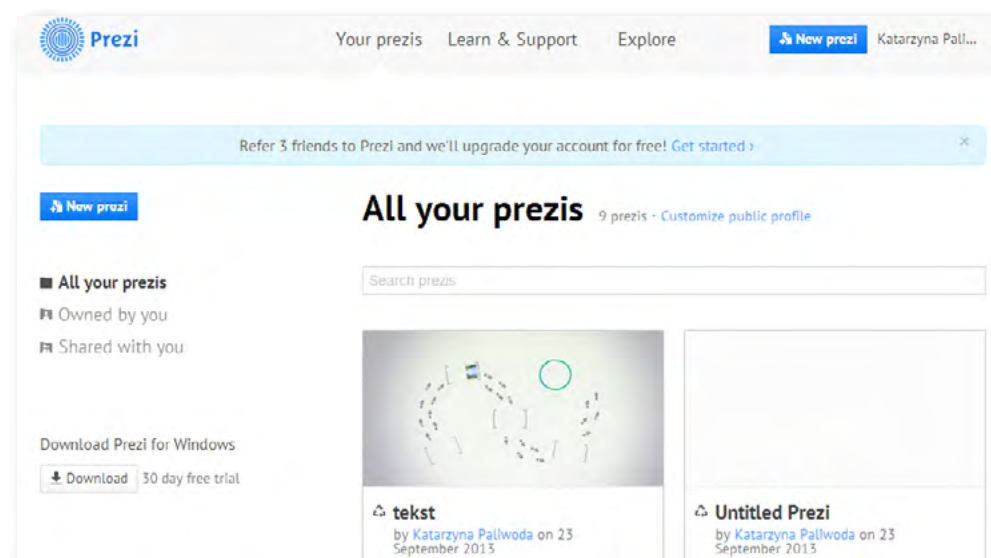 Prezi
Your prezis Learn & Support Explore
New prezi Katarzyna Pali...
Refer 3 friends to Prezi and we'll upgrade your account for free! Get started › ×
New prezi
All your prezis 9 prezis · Customize public profile
All your prezis
Search prezis
Owned by you
Shared with you
Download Prezi for Windows
Download 30 day free trial
tekst
by Katarzyna Paliwoda on 23
September 2013
Untitled Prezi
by Katarzyna Paliwoda on 23
September 2013